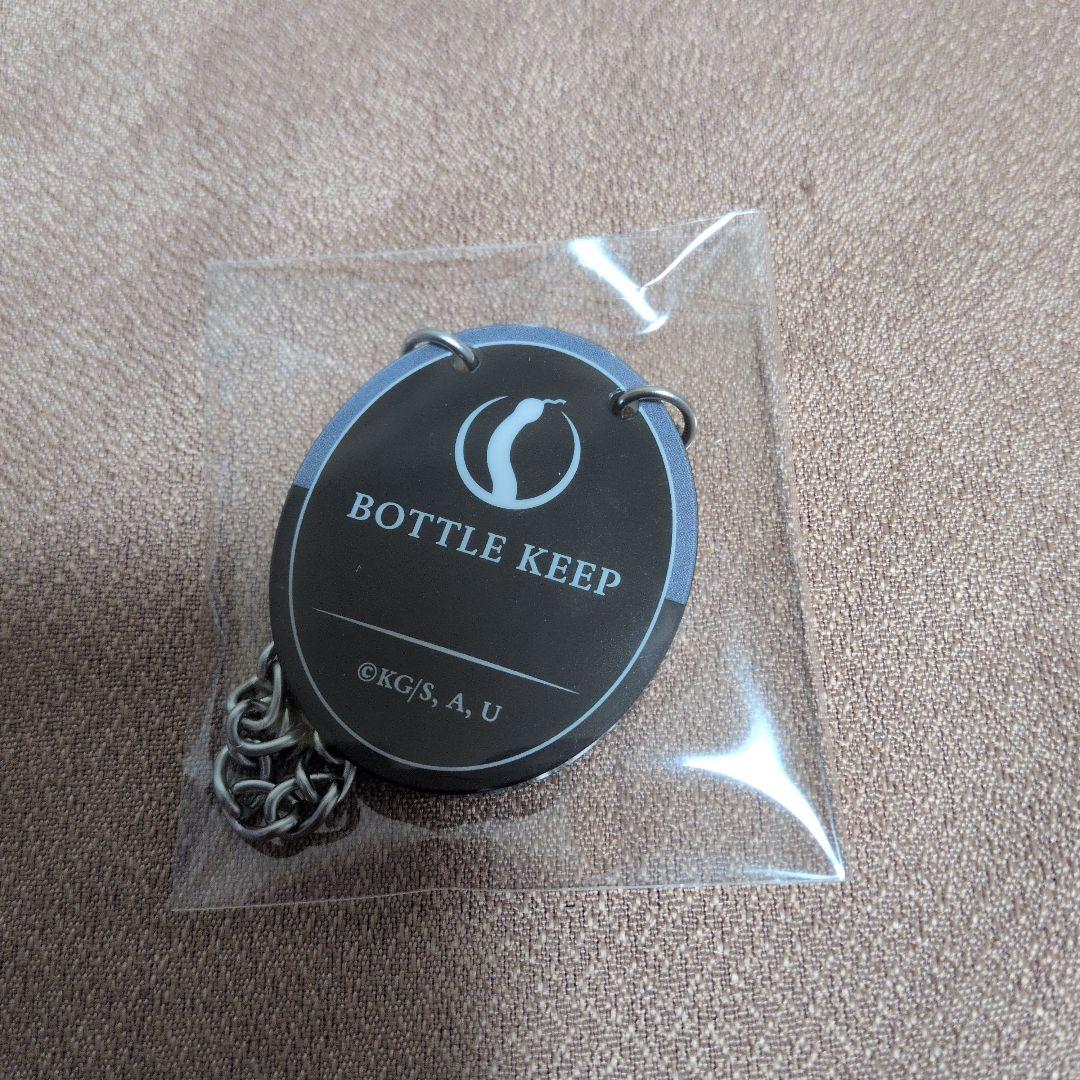 BOTTLE KEEP
©KG/S, A, U